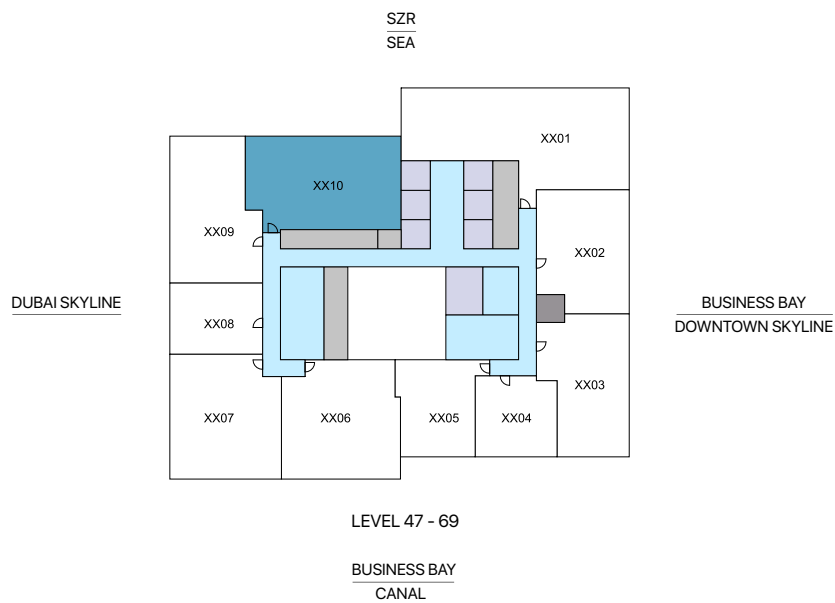 SZR
SEA
XX01
XX10
XX09
XX02
DUBAI SKYLINE
BUSINESS BAY
DOWNTOWN SKYLINE
XX08
XX03
XX07
XX06
XX05
XX04
LEVEL 47 - 69
BUSINESS BAY
CANAL